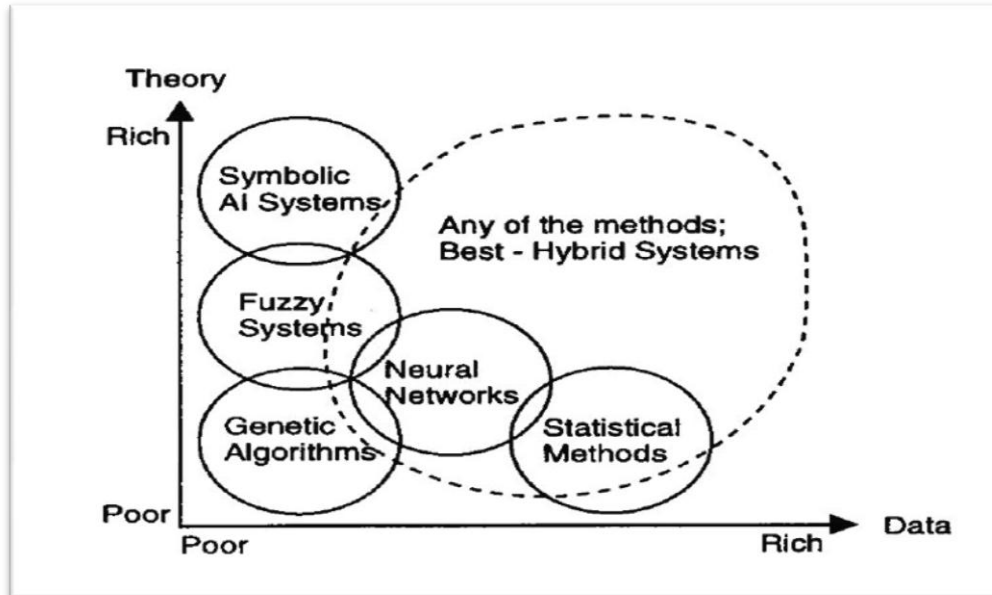 Theory
Rich
Symbolic
AI Systems
Any of the methods;
Best - Hybrid Systems
Fuzzy
Systems
Neural
Networks
Genetic
Algorithms
Statistical
Methods
Poor
Poor
Rich
Data